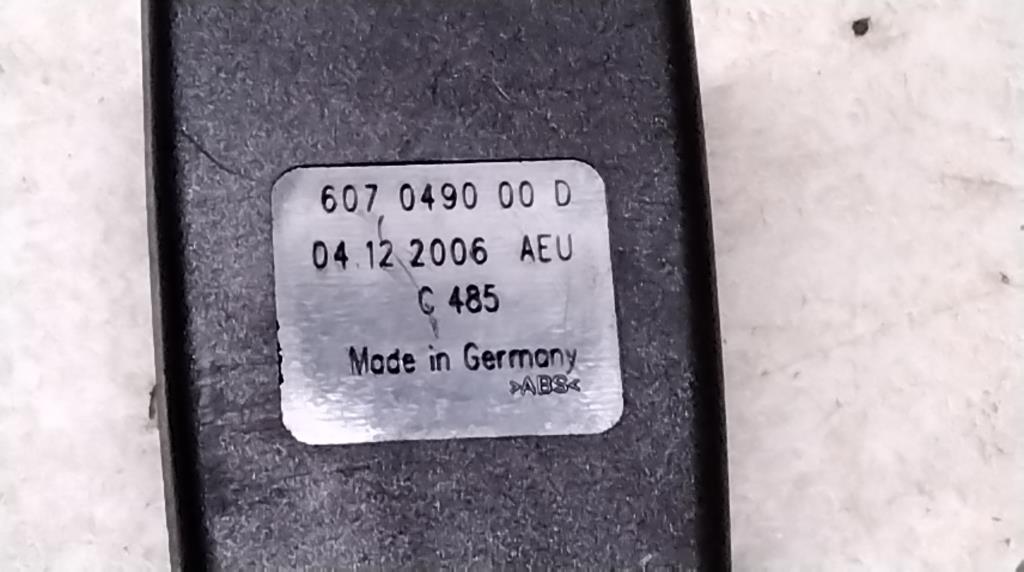 607 0490 00 D
04.12.2006 AEU
C 485
Made in Germany
>ABS<